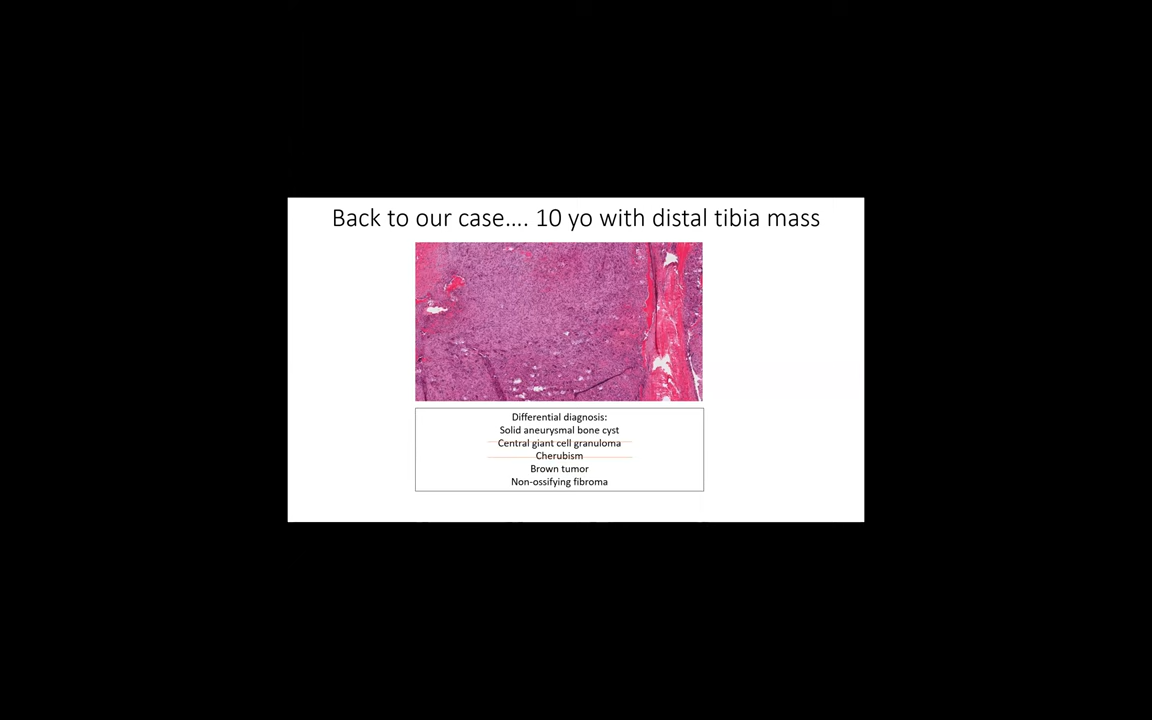 Back to our case.... 10 yo with distal tibia mass
Differential diagnosis:
Solid aneurysmal bone cyst
Central giant cell granuloma
Cherubism
Brown tumor
Non-ossifying fibroma